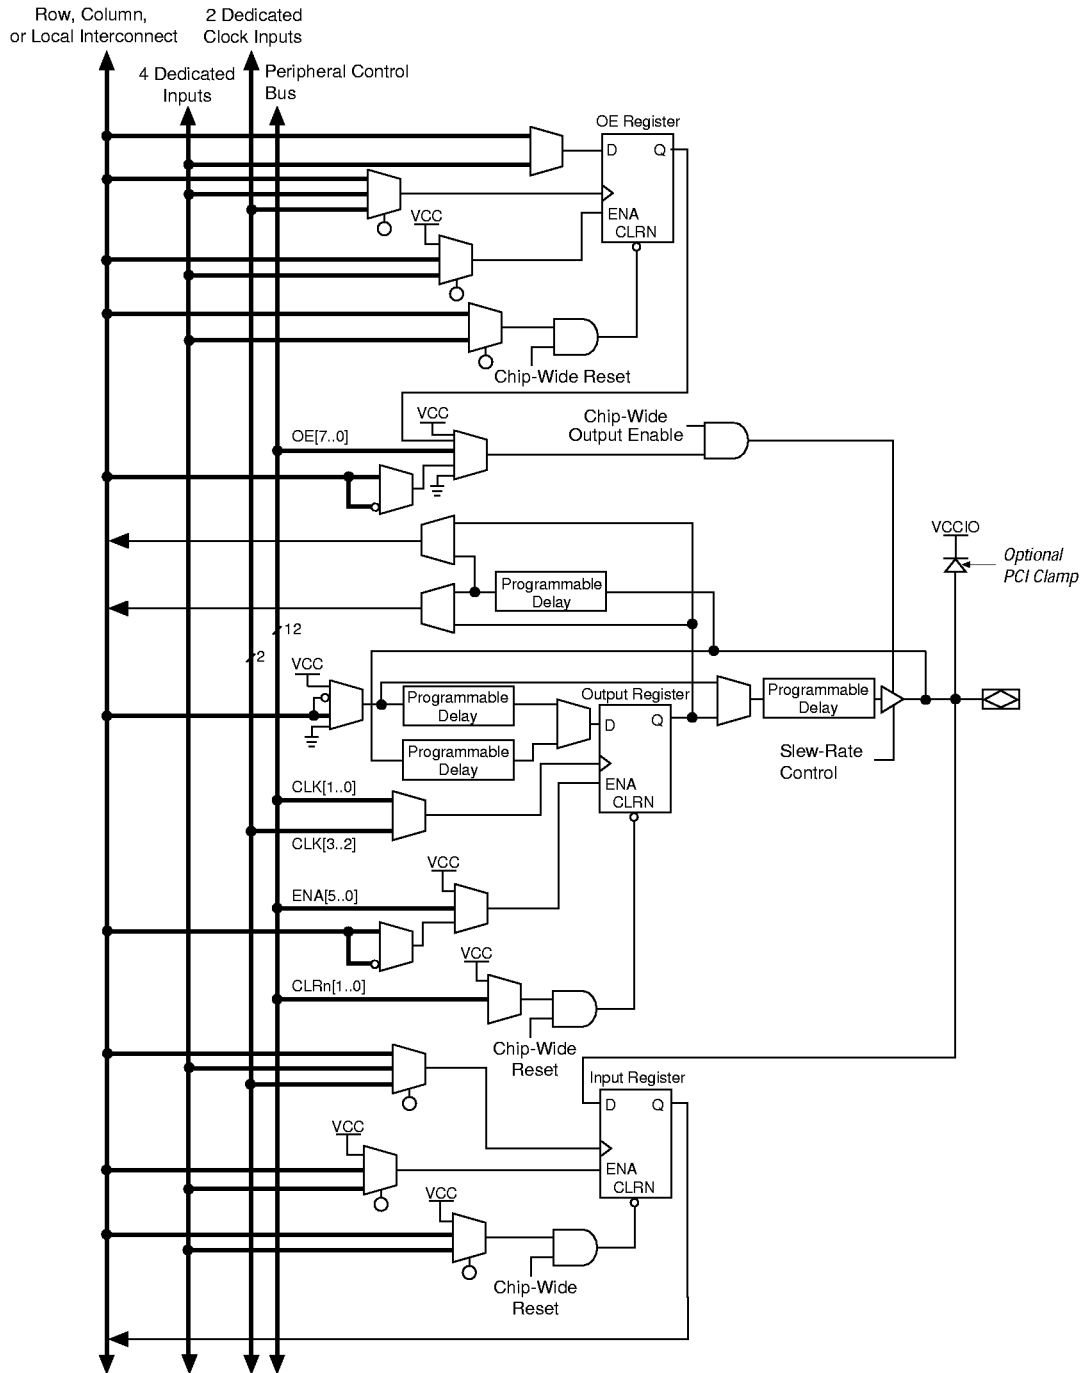 Row, Column,
or Local Interconnect
2 Dedicated
Clock Inputs
4 Dedicated
Inputs
Peripheral Control
Bus
OE Register
D Q
ENA
CLRN
VCC
Chip-Wide Reset
VCC
OE[7..0]
Chip-Wide
Output Enable
VCCIO
Optional
PCI Clamp
Programmable
Delay
12
2
VCC
Programmable
Delay
Output Register
D Q
ENA
CLRN
Programmable
Delay
Programmable
Delay
Slew-Rate
Control
CLK[1..0]
CLK[3..2]
VCC
ENA[5..0]
VCC
CLRn[1..0]
Chip-Wide
Reset
Input Register
D Q
ENA
CLRN
VCC
VCC
Chip-Wide
Reset